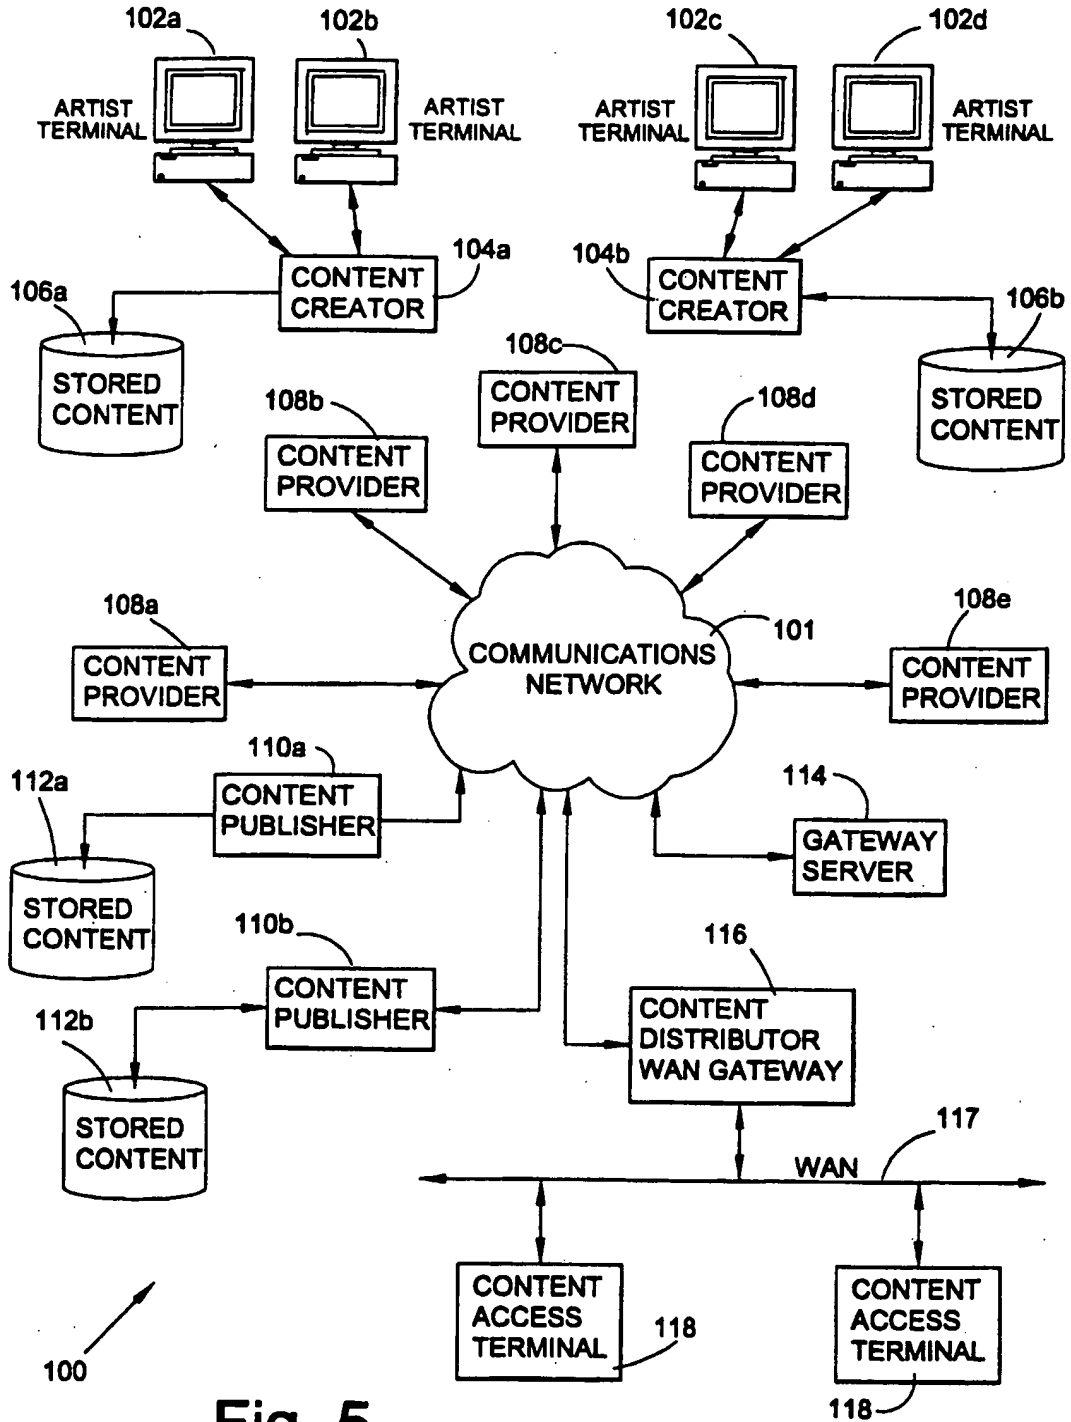 102a
102b
102c
102d
ARTIST
TERMINAL
ARTIST
TERMINAL
ARTIST
TERMINAL
ARTIST
TERMINAL
CONTENT
CREATOR
104a
104b
CONTENT
CREATOR
106a
STORED
CONTENT
106b
STORED
CONTENT
108c
CONTENT
PROVIDER
108b
CONTENT
PROVIDER
108d
CONTENT
PROVIDER
108a
CONTENT
PROVIDER
COMMUNICATIONS
NETWORK
101
108e
CONTENT
PROVIDER
110a
CONTENT
PUBLISHER
112a
STORED
CONTENT
114
GATEWAY
SERVER
110b
CONTENT
PUBLISHER
112b
STORED
CONTENT
116
CONTENT
DISTRIBUTOR
WAN GATEWAY
WAN
117
CONTENT
ACCESS
TERMINAL
118
CONTENT
ACCESS
TERMINAL
118
100
Fig. 5